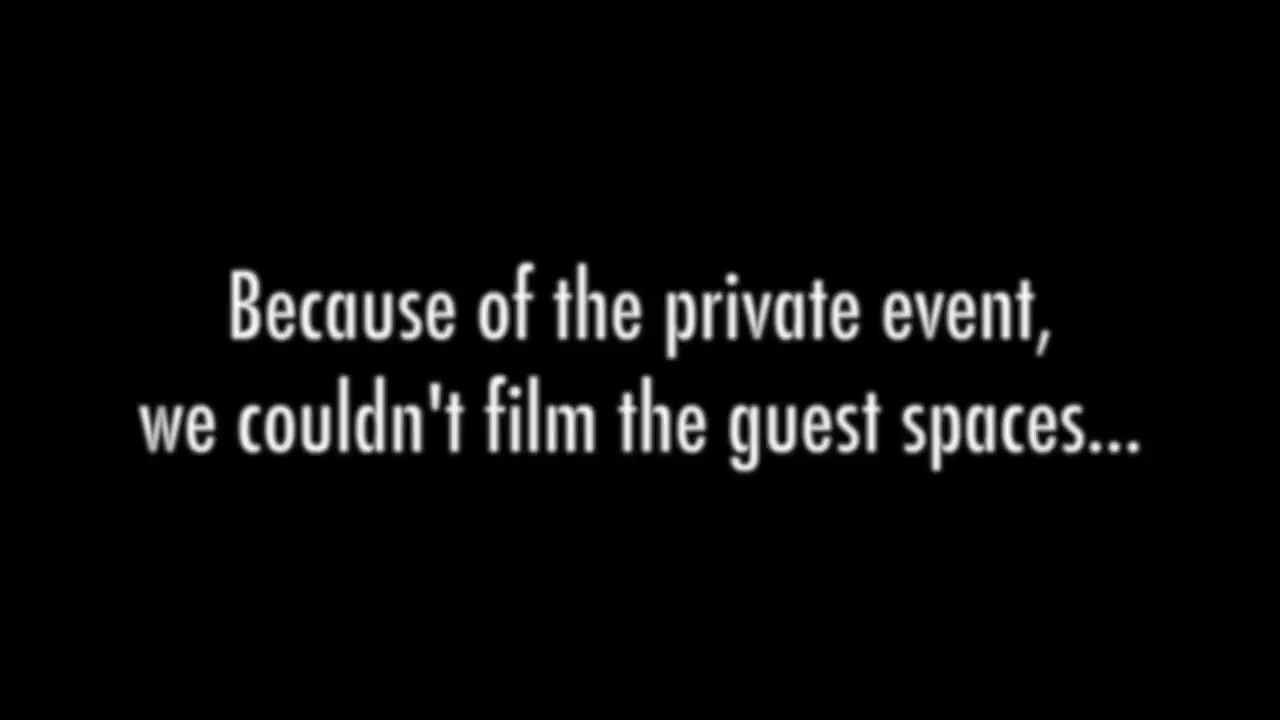 Because of the private event,
we couldn't film the guest spaces...